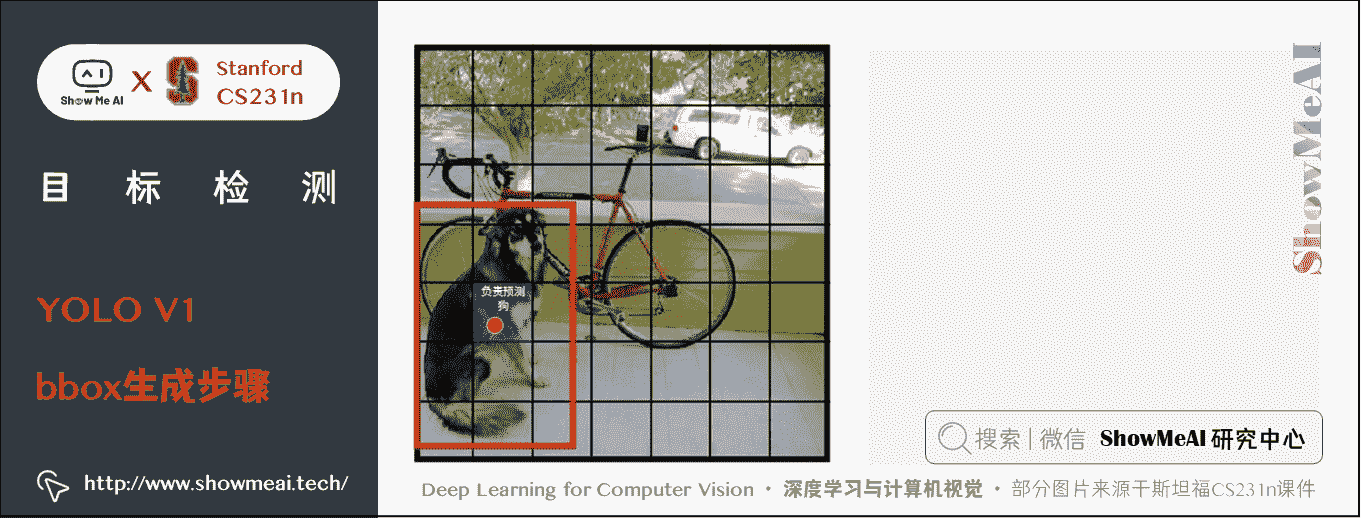 Show Me AI
X
Stanford
CS231n
目标检测
YOLO V1
bbox生成步骤
http://www.showmeai.tech/
负责预测
狗
ShowMeAI
搜索 | 微信 ShowMeAI 研究中心
Deep Learning for Computer Vision · 深度学习与计算机视觉 · 部分图片来源于斯坦福CS231n课件